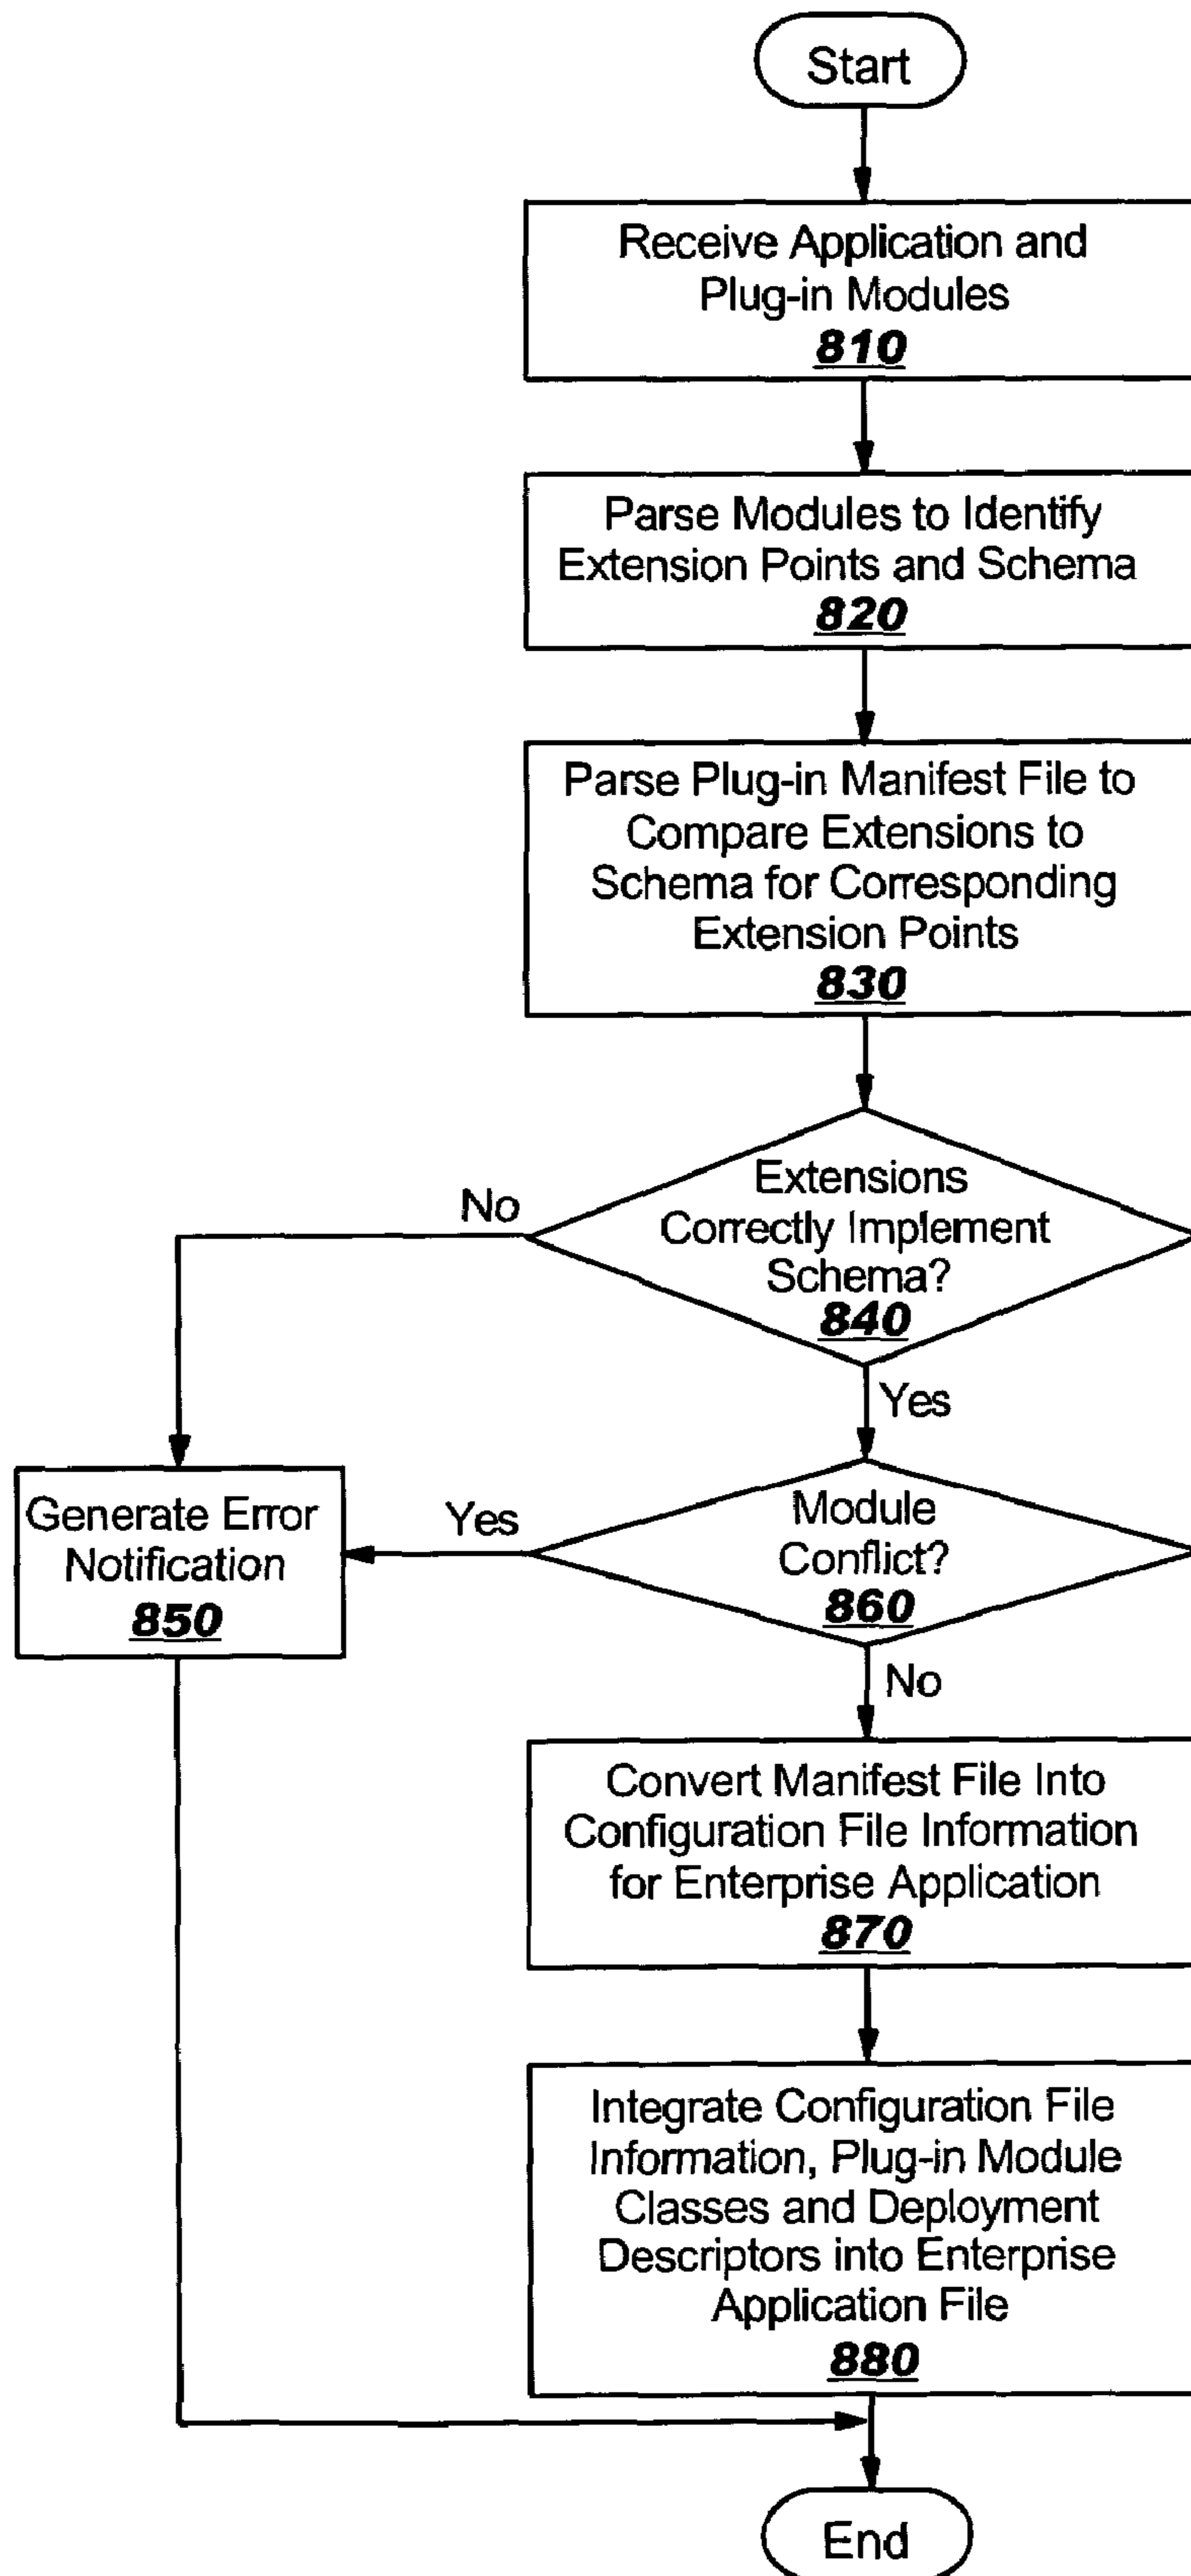 Start
Receive Application and
Plug-in Modules
810
Parse Modules to Identify
Extension Points and Schema
820
Parse Plug-in Manifest File to
Compare Extensions to
Schema for Corresponding
Extension Points
830
Extensions
Correctly Implement
Schema?
840
No
Yes
Generate Error
Notification
850
Yes
Module
Conflict?
860
No
Convert Manifest File Into
Configuration File Information
for Enterprise Application
870
Integrate Configuration File
Information, Plug-in Module
Classes and Deployment
Descriptors into Enterprise
Application File
880
End